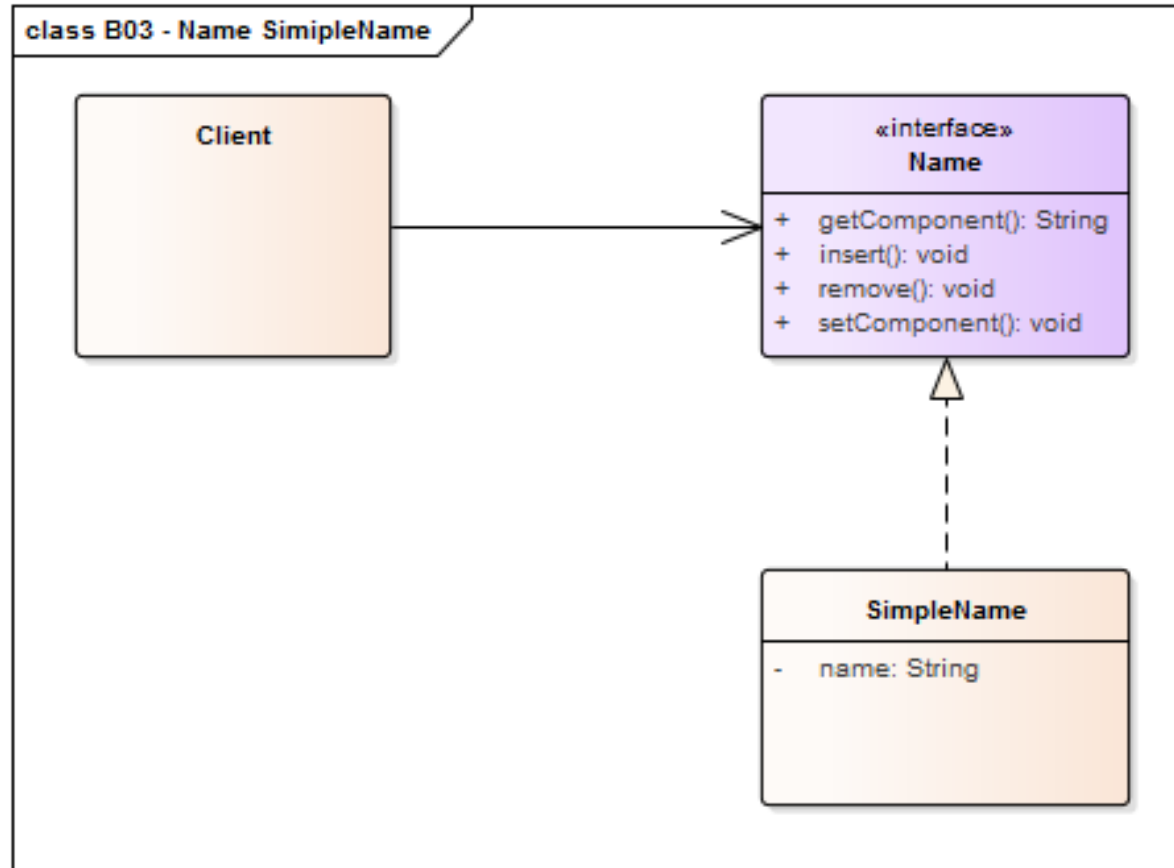 class B03 - Name SimipleName
Client
«interface»
Name
+ getComponent(): String
+ insert(): void
+ remove(): void
+ setComponent(): void
SimpleName
- name: String